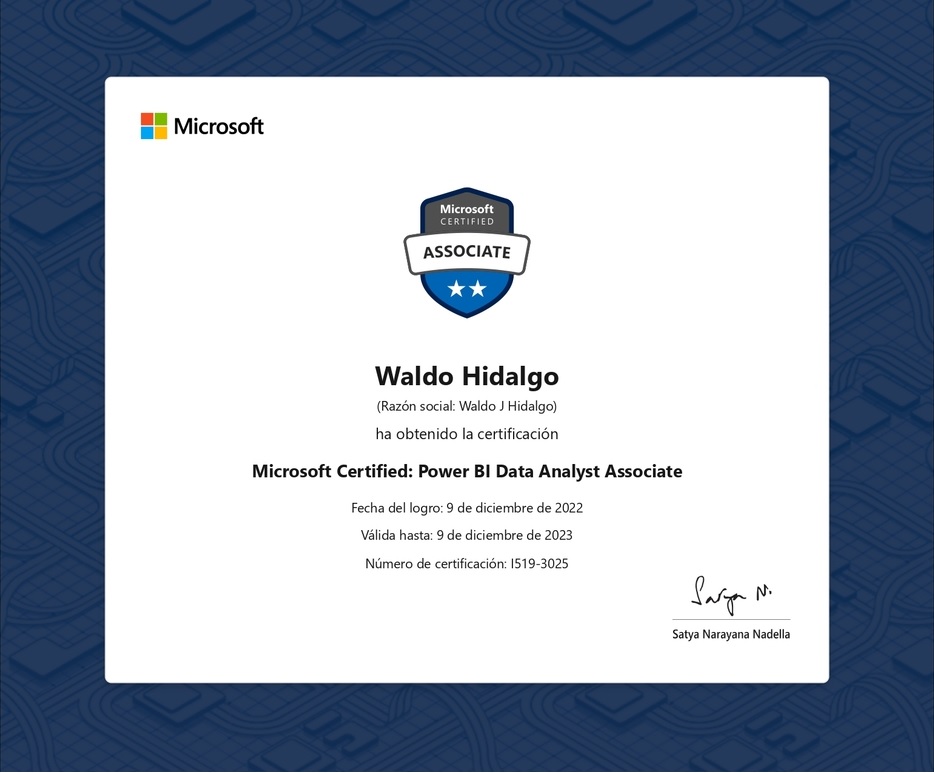 Microsoft
Microsoft
CERTIFIED
ASSOCIATE
Waldo Hidalgo
(Razón social: Waldo J Hidalgo)
ha obtenido la certificación
Microsoft Certified: Power BI Data Analyst Associate
Fecha del logro: 9 de diciembre de 2022
Válida hasta: 9 de diciembre de 2023
Número de certificación: I519-3025
Satya N.
Satya Narayana Nadella